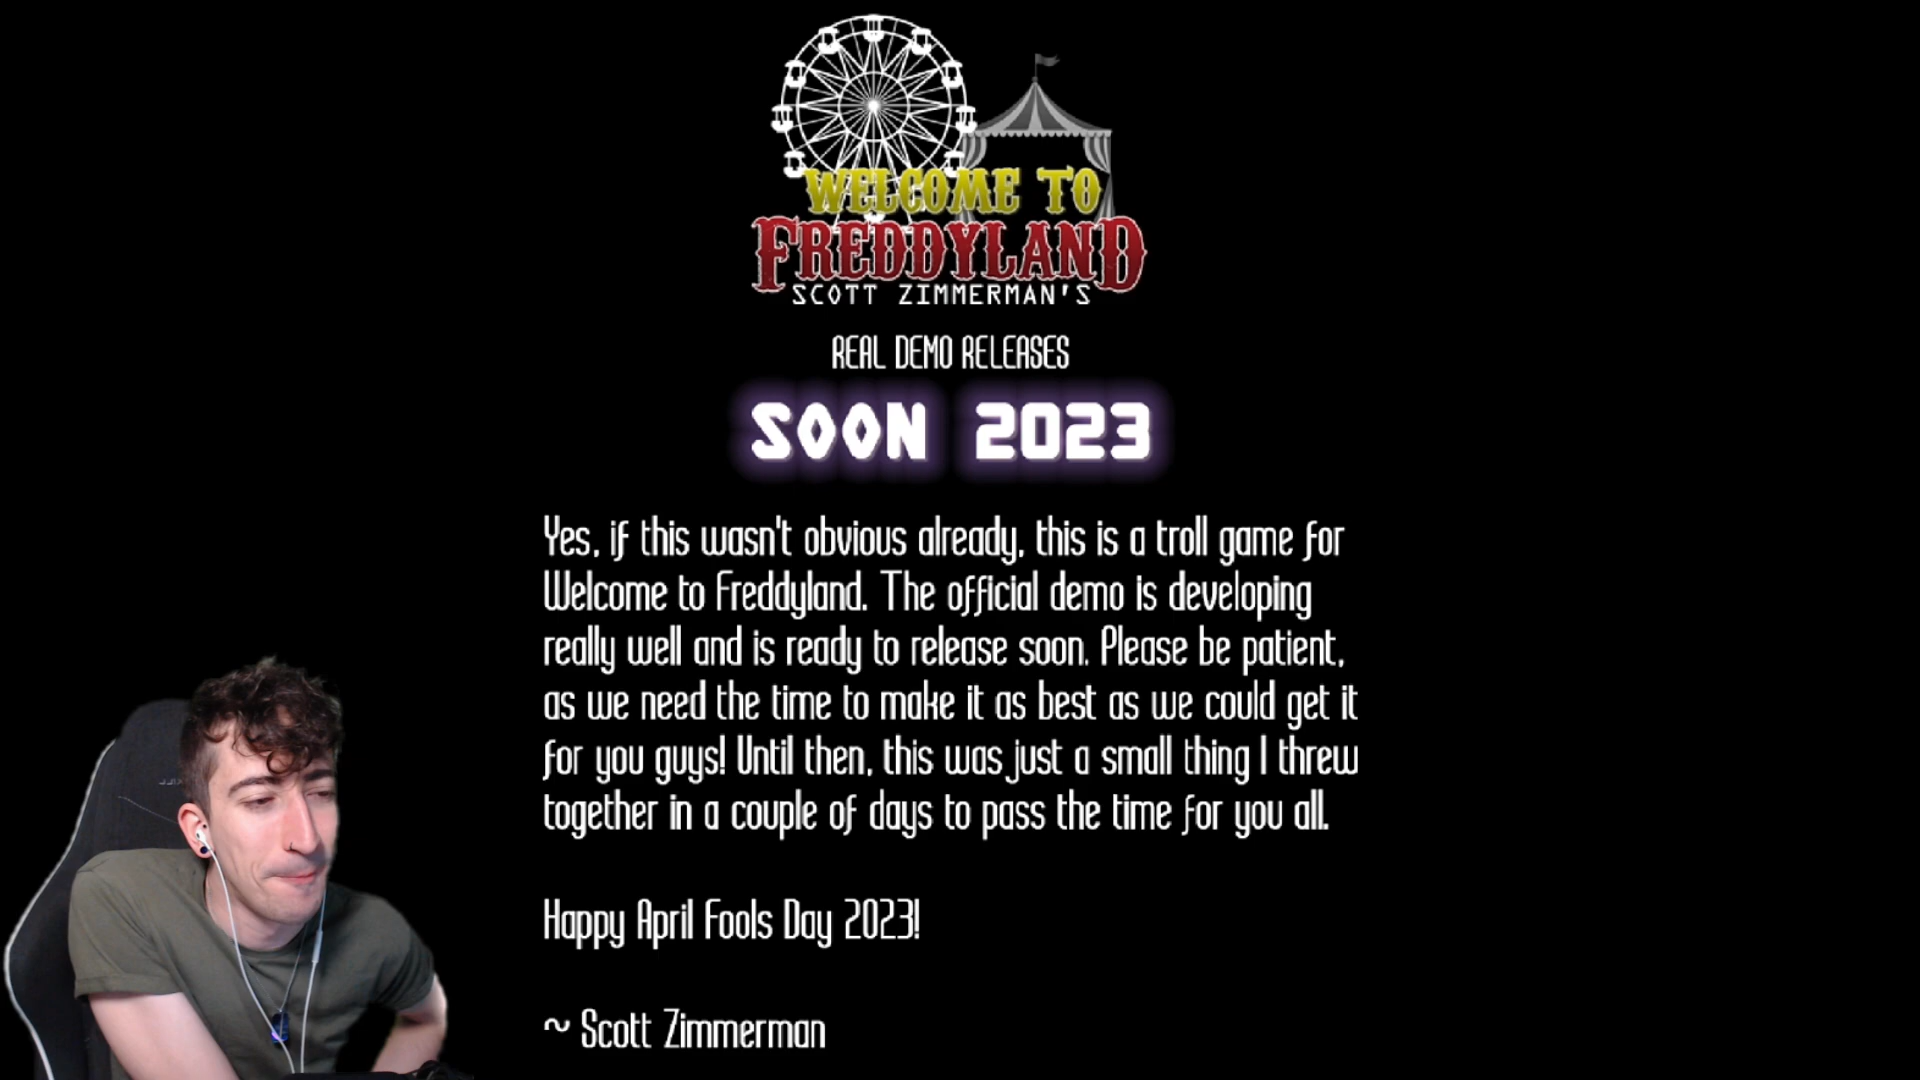 WELCOME TO
FREDDYLAND
SCOTT ZIMMERMAN'S
REAL DEMO RELEASES
SOON 2023
Yes, if this wasn't obvious already, this is a troll game for
Welcome to Freddyland. The official demo is developing
really well and is ready to release soon. Please be patient,
as we need the time to make it as best as we could get it
for you guys! Until then, this was just a small thing I threw
together in a couple of days to pass the time for you all.
Happy April Fools Day 2023!
~ Scott Zimmerman